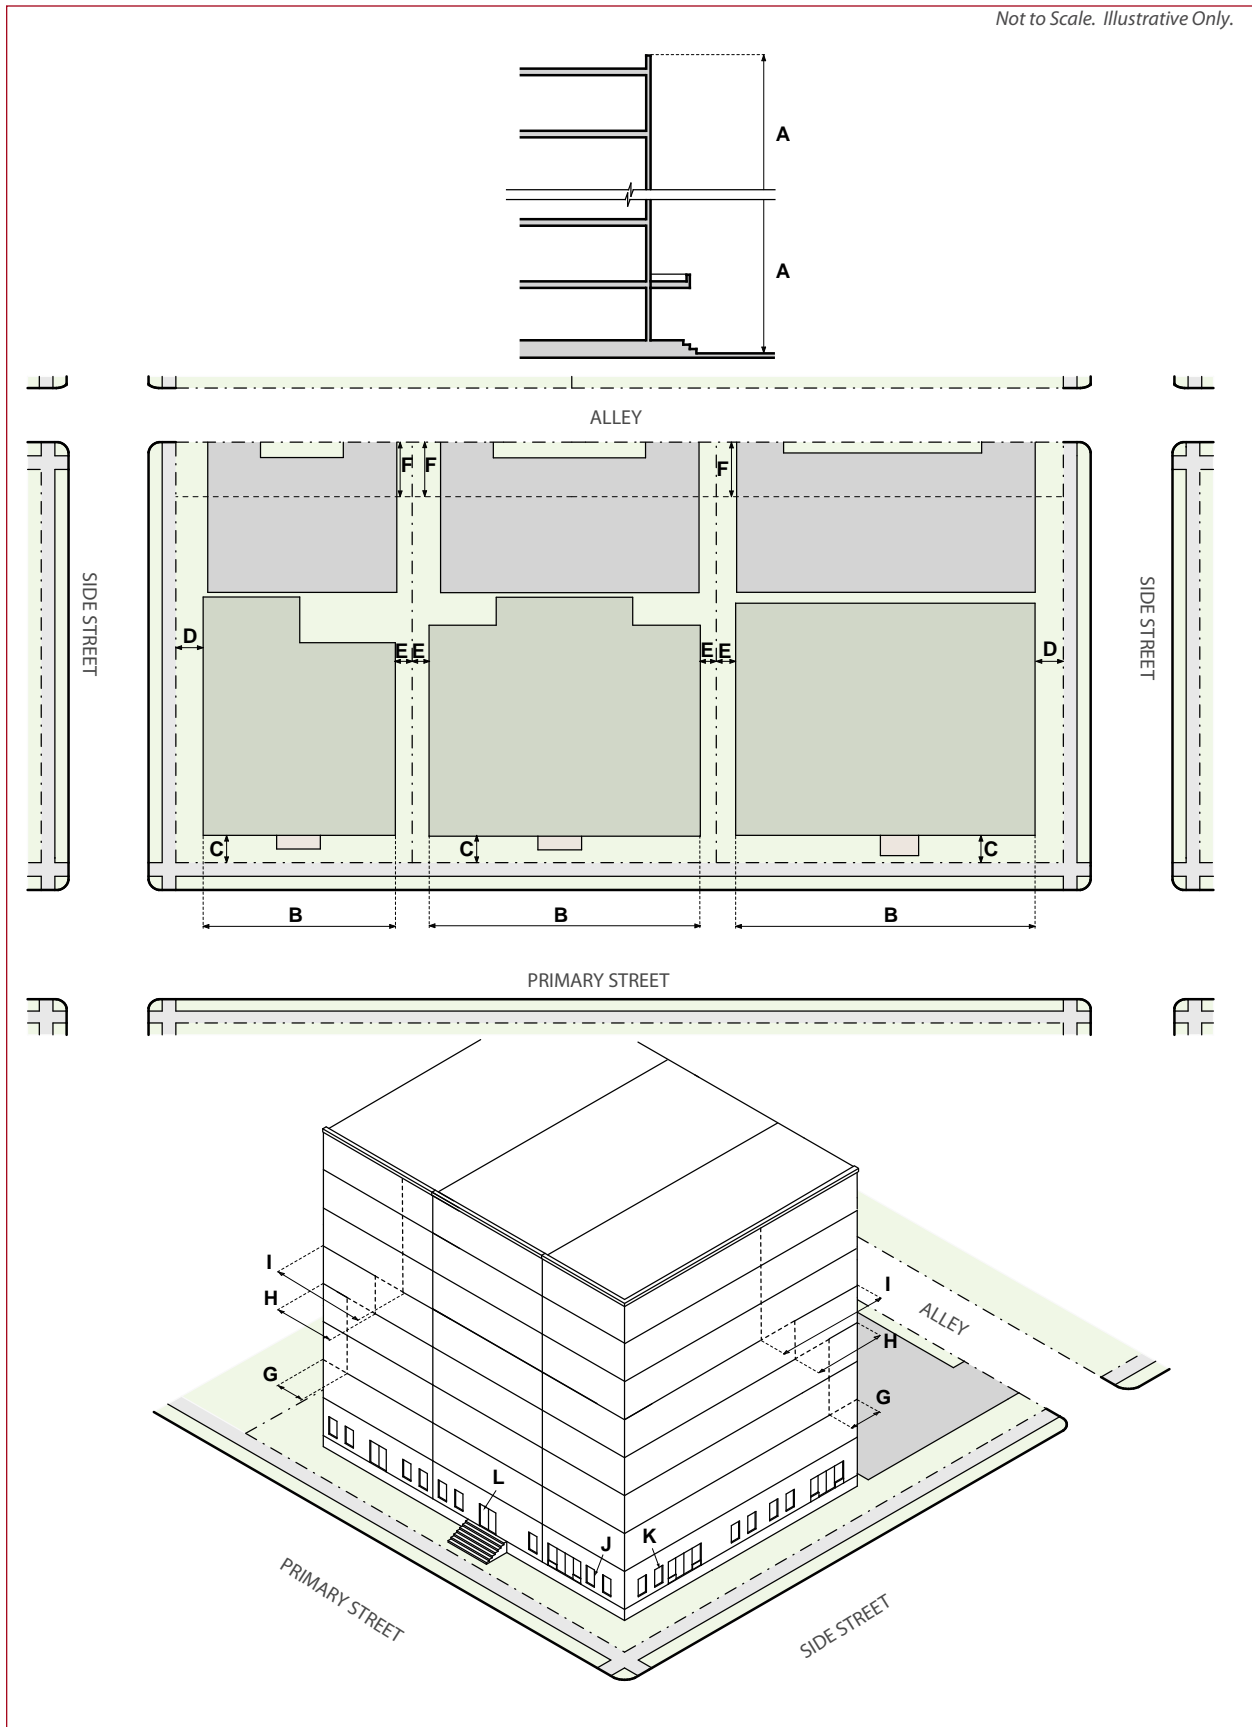 Not to Scale. Illustrative Only.
A
A
ALLEY
F F F
SIDE STREET
SIDE STREET
D E E E E D
C C C
B B B
PRIMARY STREET
I I
H ALLEY
H
G G
L
J K
PRIMARY STREET
SIDE STREET